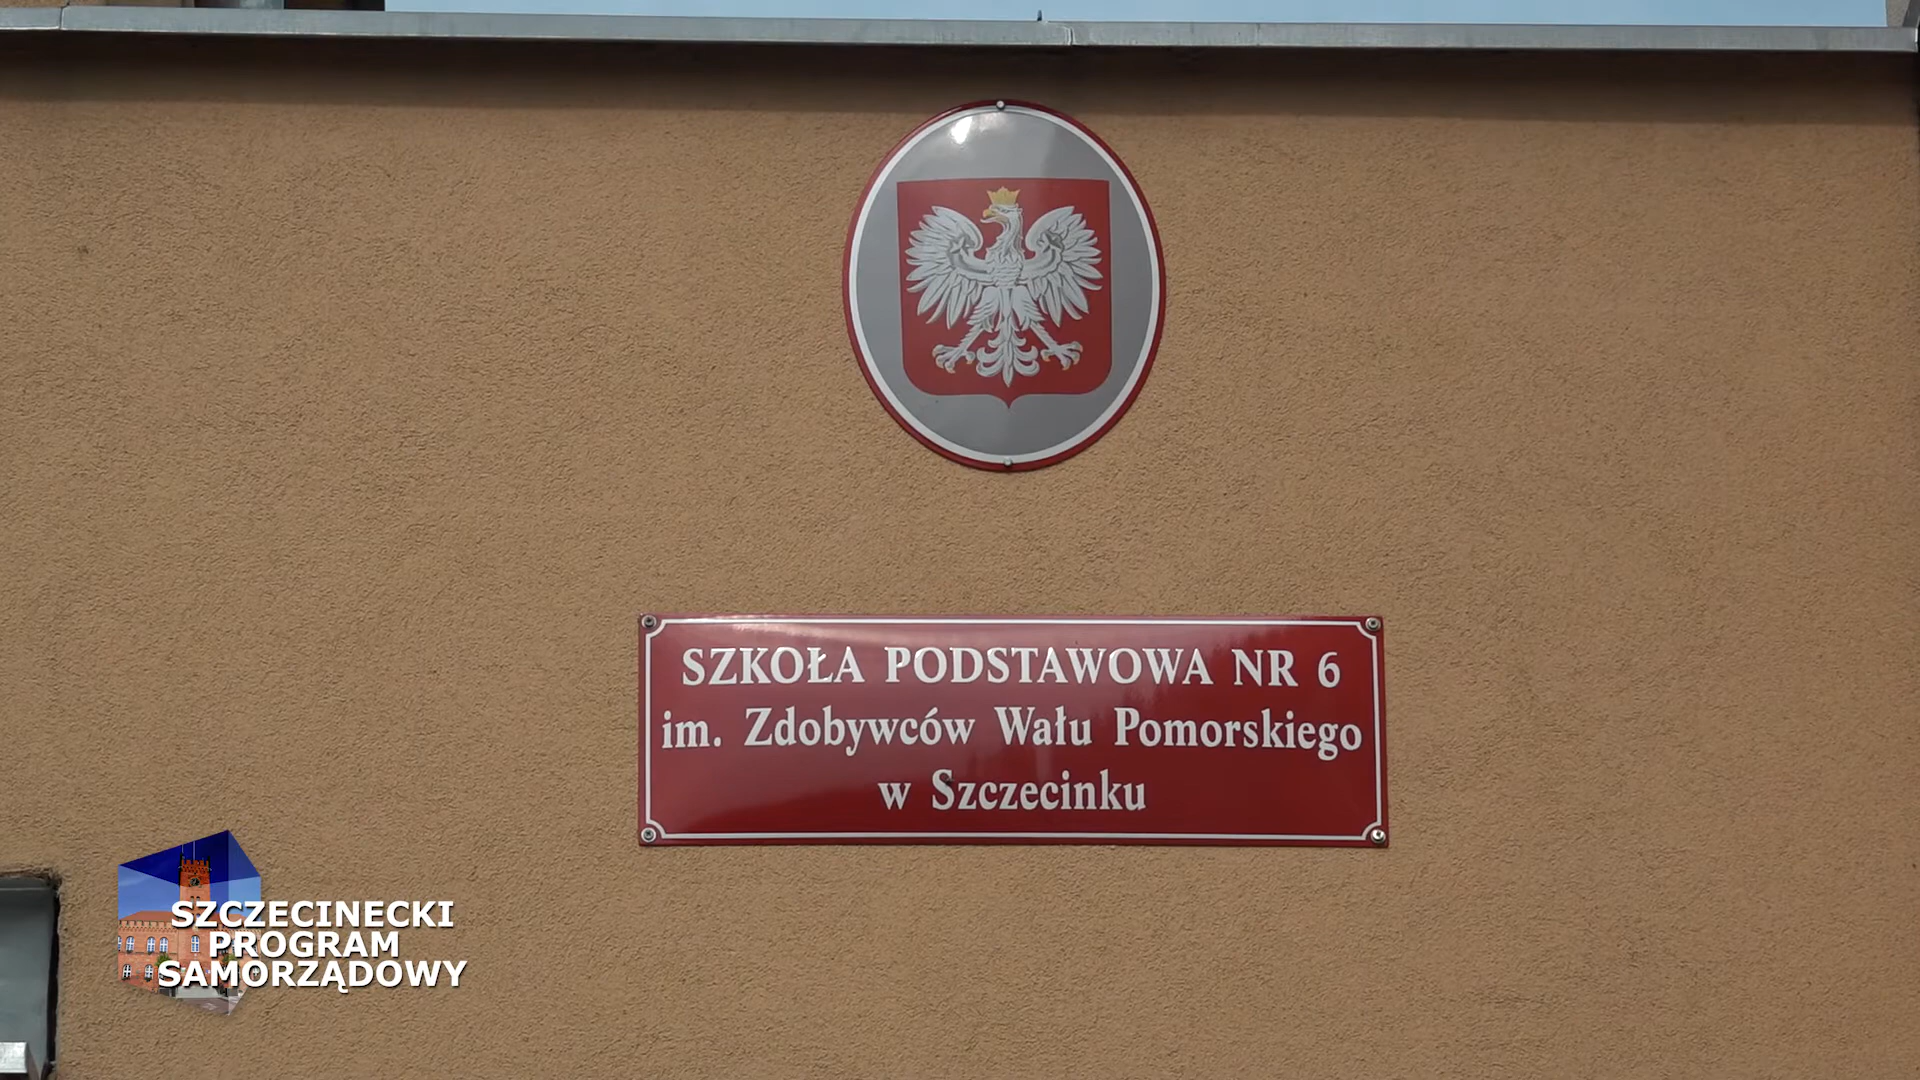 SZKOŁA PODSTAWOWA NR 6
im. Zdobywców Wału Pomorskiego
w Szczecinku
SZCZECINECKI
PROGRAM
SAMORZĄDOWY